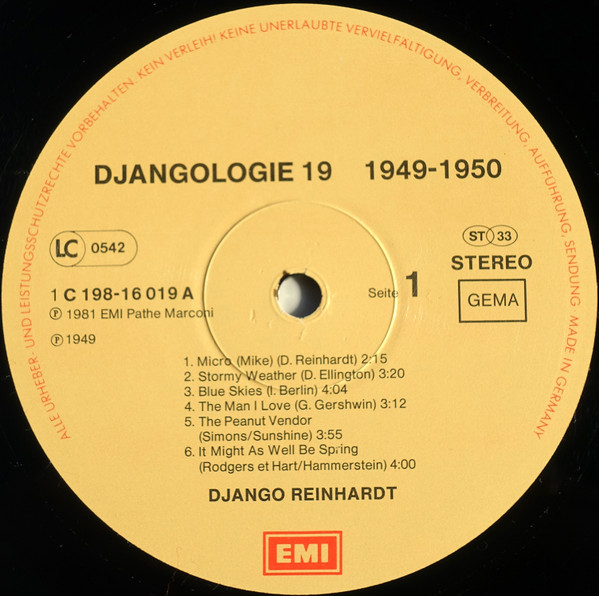 ALLE URHEBER- UND LEISTUNGSSCHUTZRECHTE VORBEHALTEN. KEIN VERLEIH! KEINE UNERLAUBTE VERVIELFÄLTIGUNG, VERBREITUNG, AUFFÜHRUNG, SENDUNG MADE IN GERMANY
DJANGOLOGIE 19 1949-1950
LC 0542
ST 33
STEREO
1 C 198-16 019 A
Seite 1
GEMA
Ⓟ 1981 EMI Pathe Marconi
Ⓟ 1949
1. Micro (Mike) (D. Reinhardt) 2:15
2. Stormy Weather (D. Ellington) 3:20
3. Blue Skies (I. Berlin) 4:04
4. The Man I Love (G. Gershwin) 3:12
5. The Peanut Vendor
(Simons/Sunshine) 3:55
6. It Might As Well Be Spring
(Rodgers et Hart/Hammerstein) 4:00
DJANGO REINHARDT
EMI